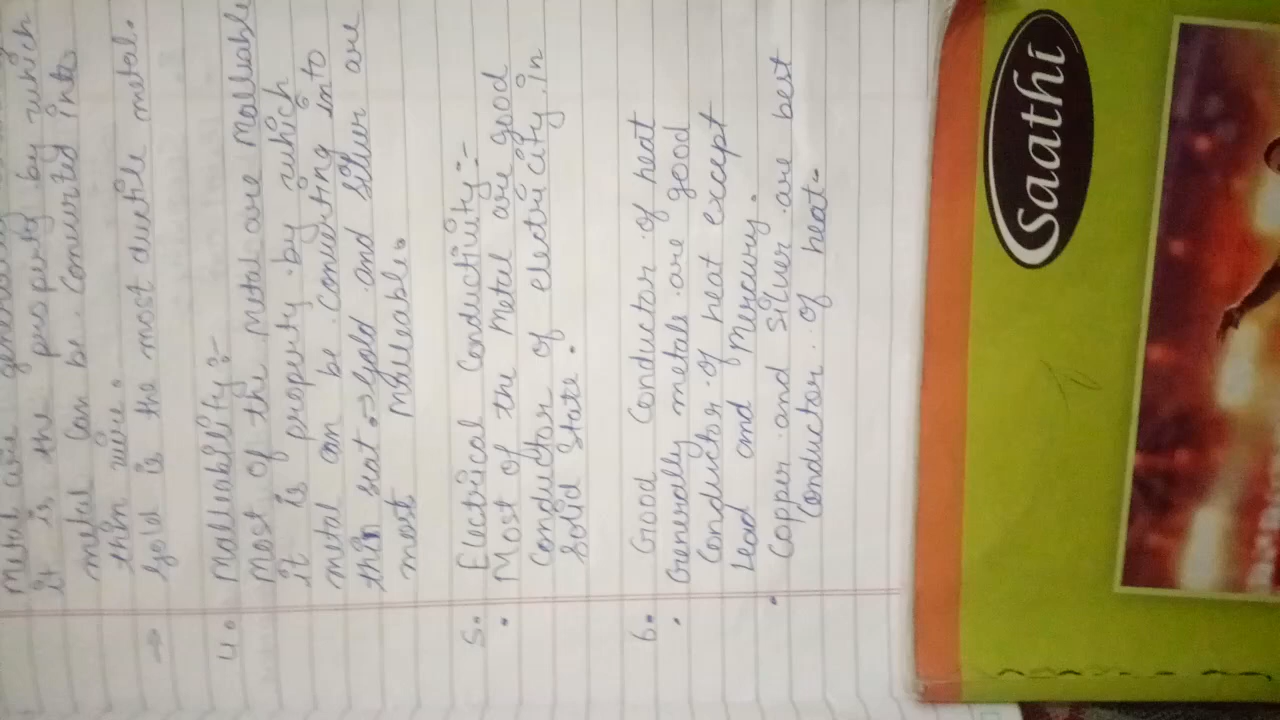 Metal are generally
it is the property by which
metal can be converted into
thin wire.
⇒ Gold is the most ductile metal.
4. Malleability:-
Most of the metal are malleable
it is property by which
metal can be converting into
thin seat.→ Gold and silver are
most malleable.
5. Electrical Conductivity:-
• Most of the Metal are good
Conductor of electricity in
Solid State.
6. Good Conductor of heat
• Generally metals are good
Conductor of heat except
Lead and Mercury.
• Copper and silver are best
Conductor of heat.
Saathi